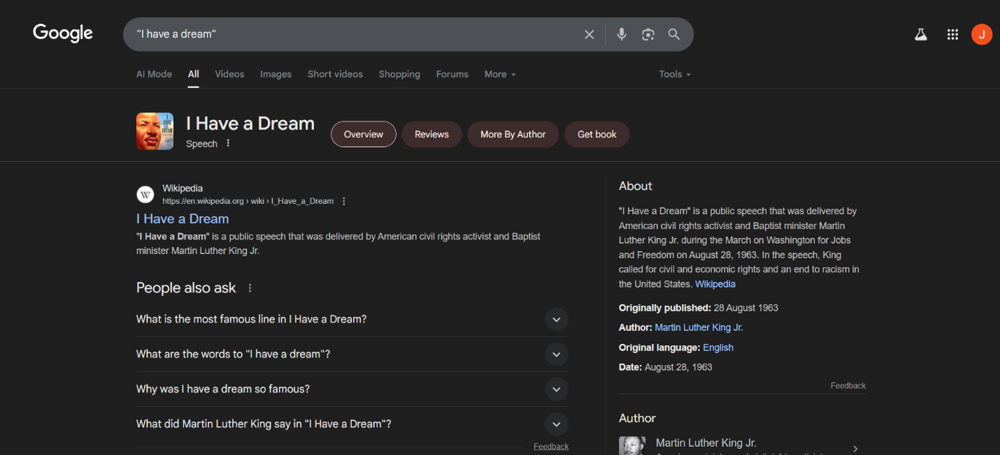 Google
"I have a dream"
J
AI Mode
All
Videos
Images
Short videos
Shopping
Forums
More
Tools
I HAVE A DREAM
I Have a Dream
Speech
Overview
Reviews
More By Author
Get book
W
Wikipedia
https://en.wikipedia.org › wiki › I_Have_a_Dream
I Have a Dream
"I Have a Dream" is a public speech that was delivered by American civil rights activist and Baptist
minister Martin Luther King Jr.
People also ask
What is the most famous line in I Have a Dream?
What are the words to "I have a dream"?
Why was I have a dream so famous?
What did Martin Luther King say in "I Have a Dream"?
Feedback
About
"I Have a Dream" is a public speech that was delivered by
American civil rights activist and Baptist minister Martin
Luther King Jr. during the March on Washington for Jobs
and Freedom on August 28, 1963. In the speech, King
called for civil and economic rights and an end to racism in
the United States. Wikipedia
Originally published: 28 August 1963
Author: Martin Luther King Jr.
Original language: English
Date: August 28, 1963
Feedback
Author
Martin Luther King Jr.